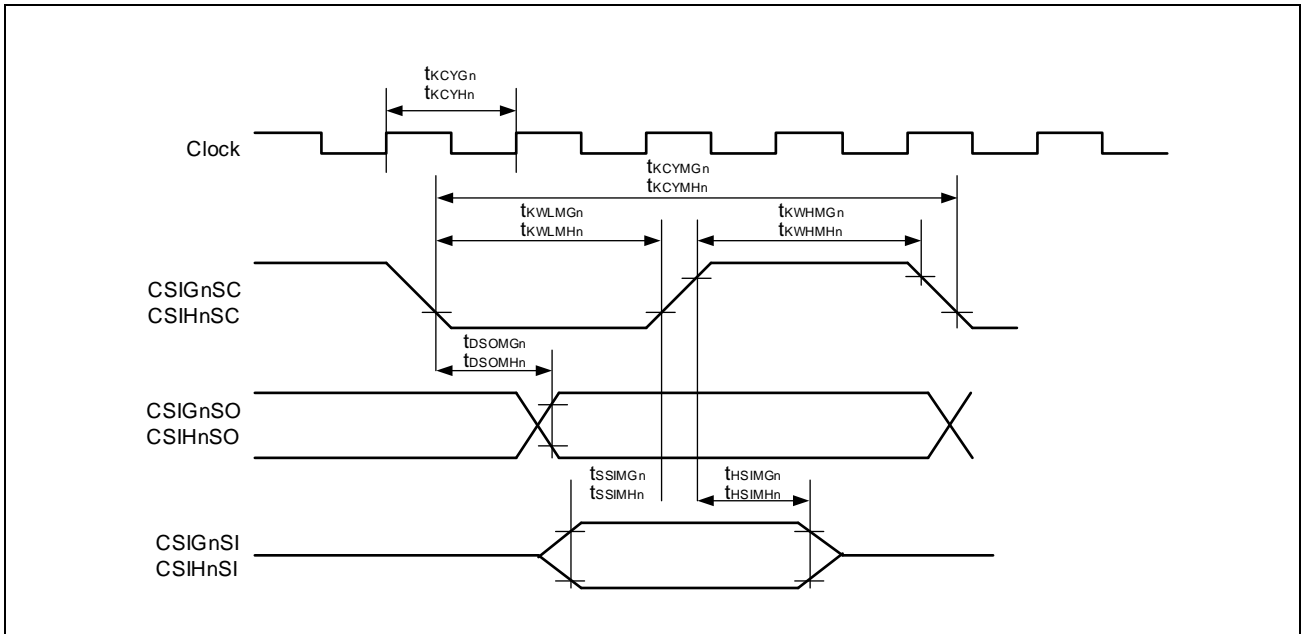 tKCYGn
tKCYHn
Clock
tKCYMGn
tKCYMHn
tKWLMGn
tKWLMHn
tKWHMGn
tKWHMHn
CSIGnSC
CSIHnSC
tDSOMGn
tDSOMHn
CSIGnSO
CSIHnSO
tSSIMGn
tSSIMHn
tHSIMGn
tHSIMHn
CSIGnSI
CSIHnSI